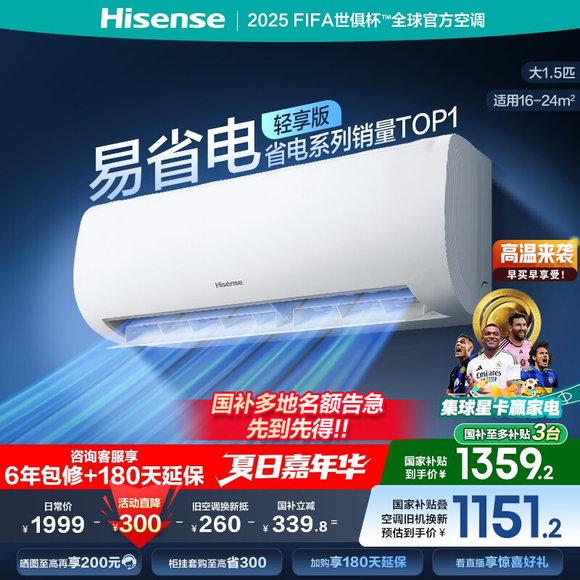 Hisense | 2025 FIFA世俱杯™全球官方空调
大1.5匹
适用16-24m²
易省电 轻享版
省电系列销量TOP1
Hisense
高温来袭
早买早享受!
集球星卡赢家电
国补多地名额告急
先到先得!!
咨询客服享
6年包修+180天延保
夏日嘉年华
国补至多补贴3台
国家补贴
到手价 ¥1359.2
日常价
¥1999
-
活动直降
¥300
-
旧空调换新抵
¥260
-
国补立减
¥339.8
=
国家补贴叠
空调旧机换新
预估到手价 ¥1151.2
晒图至高再享200元
柜挂套购至高省300
加购享180天延保
看直播享惊喜好礼